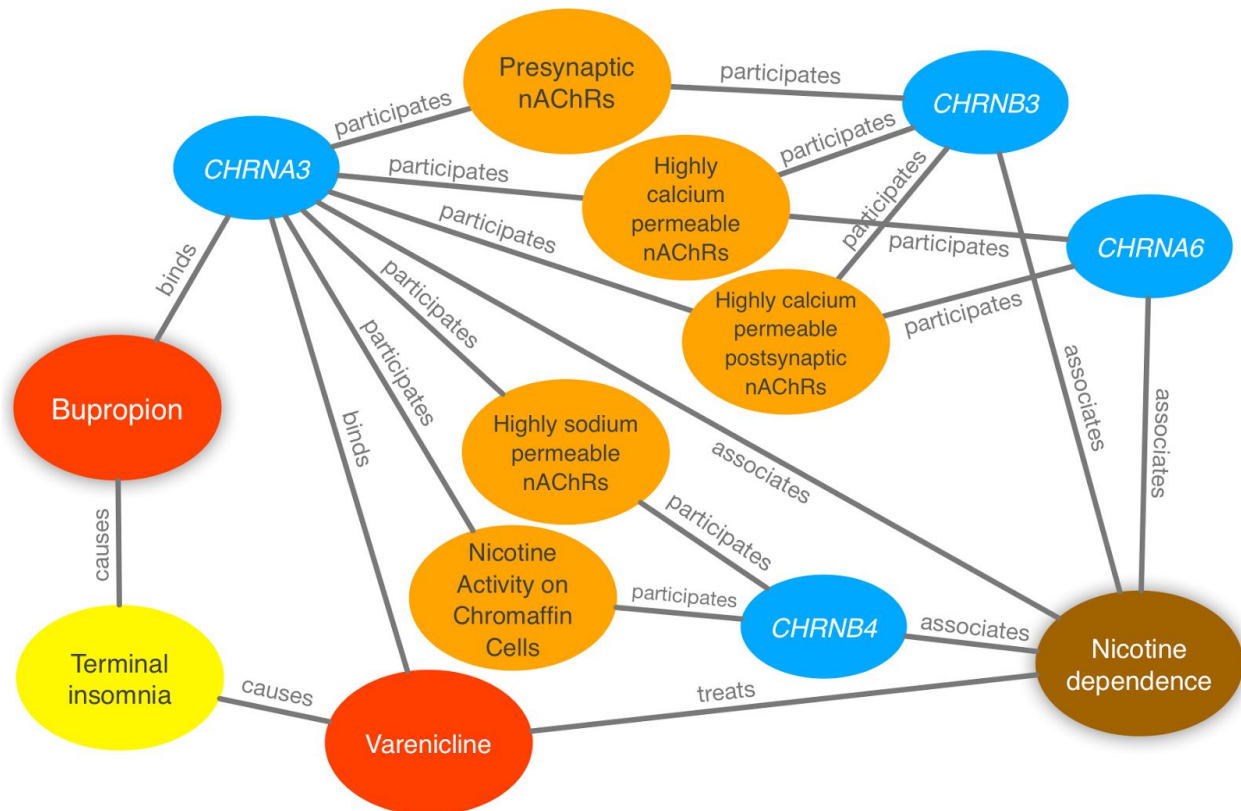 Presynaptic
nAChRs
participates
CHRNB3
participates
CHRNA3
participates
Highly
calcium
permeable
nAChRs
participates
participates
participates
participates
CHRNA6
binds
participates
Highly calcium
permeable
postsynaptic
nAChRs
participates
participates
Bupropion
binds
Highly sodium
permeable
nAChRs
associates
associates
associates
causes
participates
Nicotine
Activity on
Chromaffin
Cells
participates
CHRNB4
associates
Nicotine
dependence
Terminal
insomnia
causes
Varenicline
treats